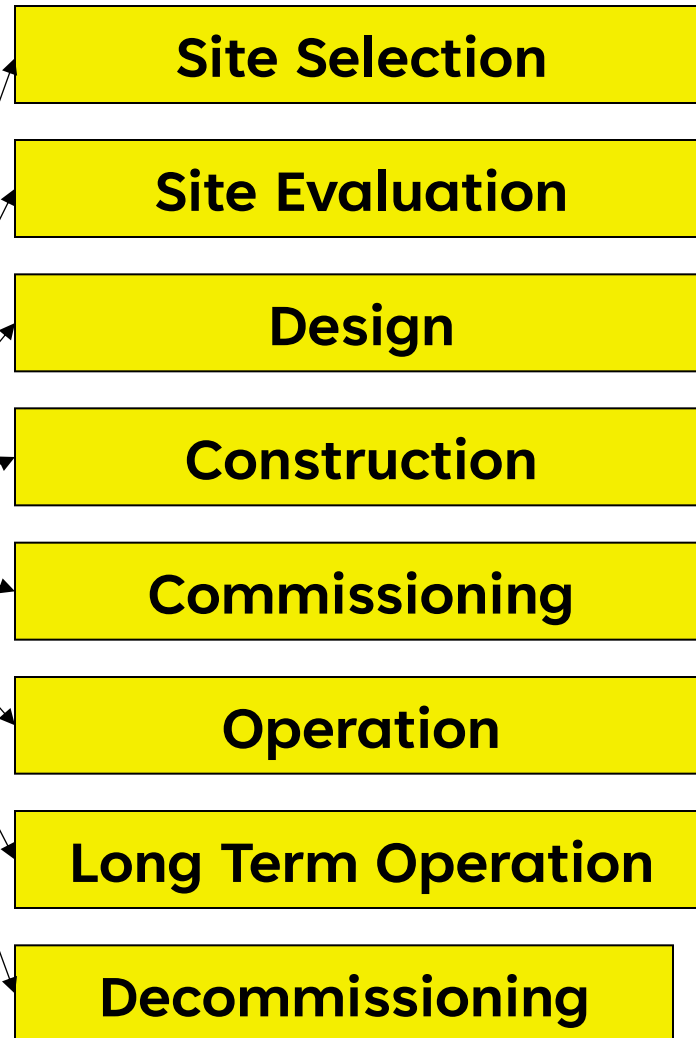 Site Selection
Site Evaluation
Design
Construction
Commissioning
Operation
Long Term Operation
Decommissioning